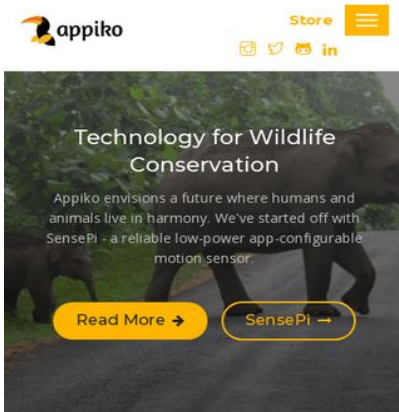 appiko
Store
in
Technology for Wildlife
Conservation
Appiko envisions a future where humans and
animals live in harmony. We've started off with
SensePi - a reliable low-power app-configurable
motion sensor.
Read More →
SensePi →